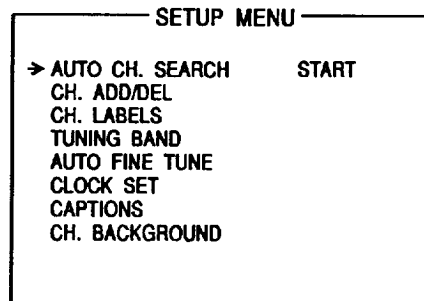 SETUP MENU
→ AUTO CH. SEARCH START
CH. ADD/DEL
CH. LABELS
TUNING BAND
AUTO FINE TUNE
CLOCK SET
CAPTIONS
CH. BACKGROUND